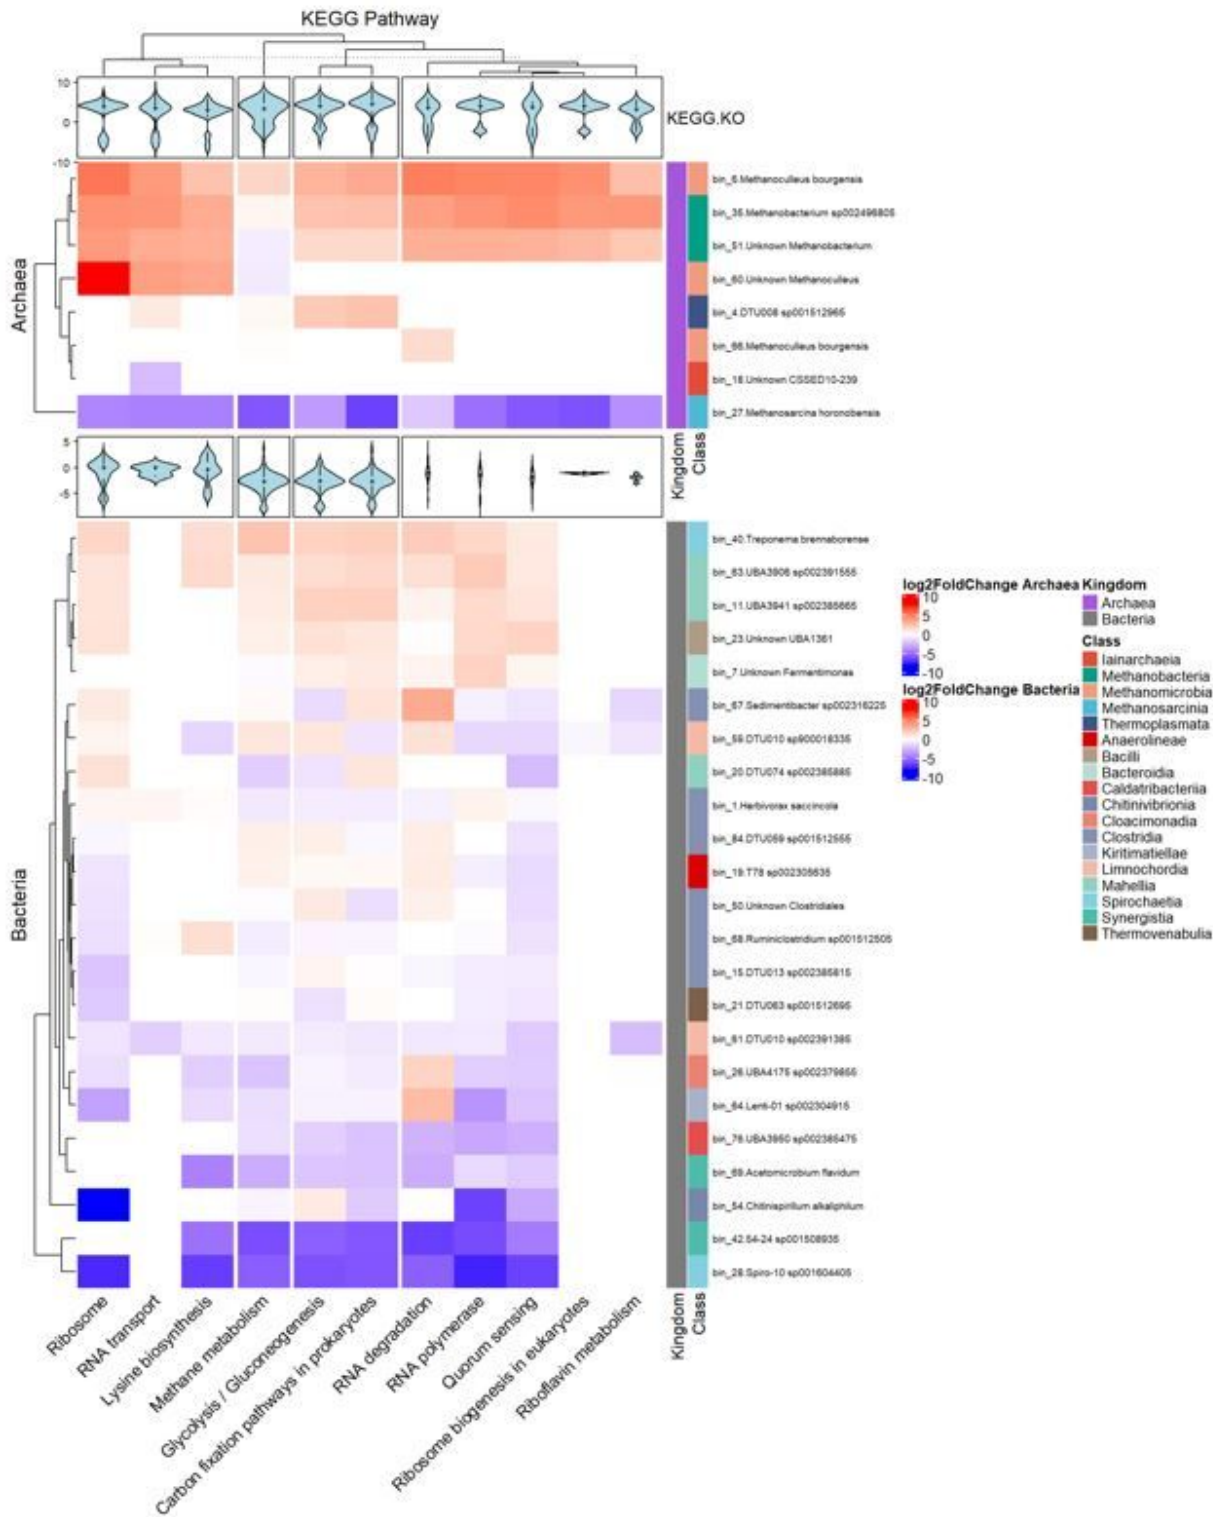 KEGG Pathway
10
0
-10
KEGG.KO
Archaea
bin_6.Methanoculleus bourgensis
bin_35.Methanobacterium sp002496805
bin_51.Unknown Methanobacterium
bin_60.Unknown Methanoculleus
bin_4.DTU008 sp001512965
bin_66.Methanoculleus bourgensis
bin_18.Unknown CSSED10-239
bin_27.Methanosarcina horonobensis
5
0
-5
Kingdom
Class
Bacteria
bin_40.Treponema brennaborense
bin_63.UBA3906 sp002391555
bin_11.UBA3941 sp002385665
bin_23.Unknown UBA1361
bin_7.Unknown Fermentimonas
bin_67.Sedimentibacter sp002316225
bin_59.DTU010 sp900018335
bin_20.DTU074 sp002385885
bin_1.Herbivorax saccincola
bin_84.DTU059 sp001512555
bin_19.T78 sp002305635
bin_50.Unknown Clostridiales
bin_68.Ruminiclostridium sp001512505
bin_15.DTU013 sp002385815
bin_21.DTU063 sp001512695
bin_61.DTU010 sp002391385
bin_26.UBA4175 sp002379855
bin_64.Lenti-01 sp002304915
bin_76.UBA3950 sp002385475
bin_69.Acetomicrobium flavidum
bin_54.Chitinispirillum alkaliphilum
bin_42.54-24 sp001508935
bin_28.Spiro-10 sp001604405
Kingdom
Class
Ribosome
RNA transport
Lysine biosynthesis
Methane metabolism
Glycolysis / Gluconeogenesis
Carbon fixation pathways in prokaryotes
RNA degradation
RNA polymerase
Quorum sensing
Ribosome biogenesis in eukaryotes
Riboflavin metabolism
log2FoldChange Archaea
10
5
0
-5
-10
log2FoldChange Bacteria
10
5
0
-5
-10
Kingdom
Archaea
Bacteria
Class
Iainarchaeia
Methanobacteria
Methanomicrobia
Methanosarcinia
Thermoplasmata
Anaerolineae
Bacilli
Bacteroidia
Caldatribacteriia
Chitinivibrionia
Cloacimonadia
Clostridia
Kiritimatiellae
Limnochordia
Mahellia
Spirochaetia
Synergistia
Thermovenabulia